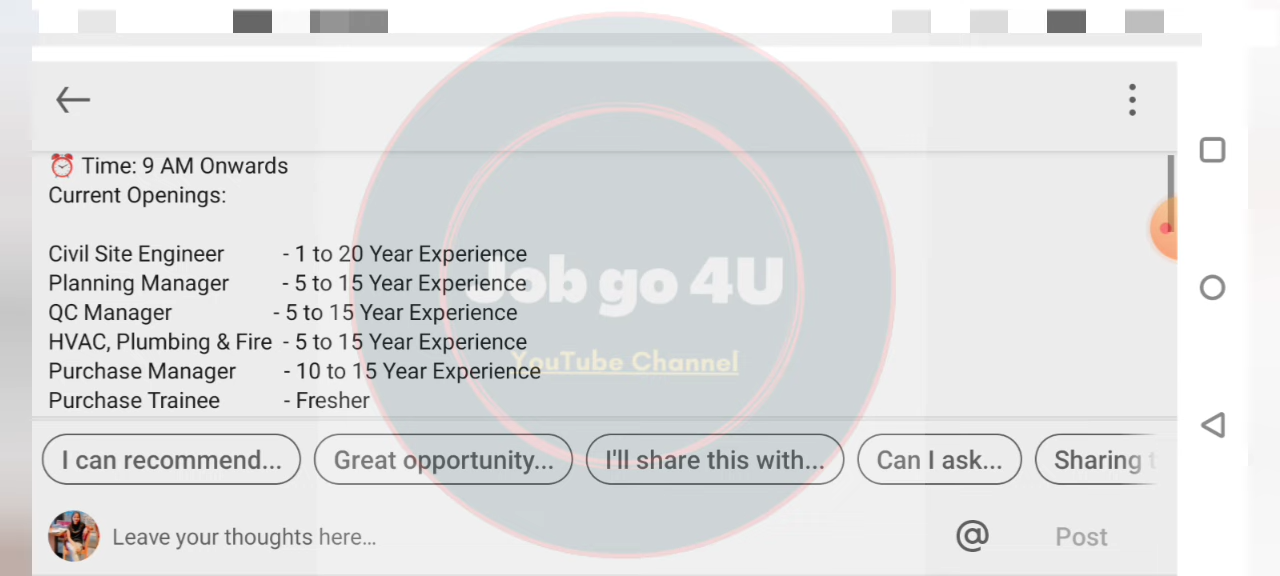 ⏰ Time: 9 AM Onwards
Current Openings:
Civil Site Engineer - 1 to 20 Year Experience
Planning Manager - 5 to 15 Year Experience
QC Manager - 5 to 15 Year Experience
HVAC, Plumbing & Fire - 5 to 15 Year Experience
Purchase Manager - 10 to 15 Year Experience
Purchase Trainee - Fresher
Job go 4U
YouTube Channel
I can recommend... Great opportunity... I'll share this with... Can I ask... Sharing
Leave your thoughts here... @ Post